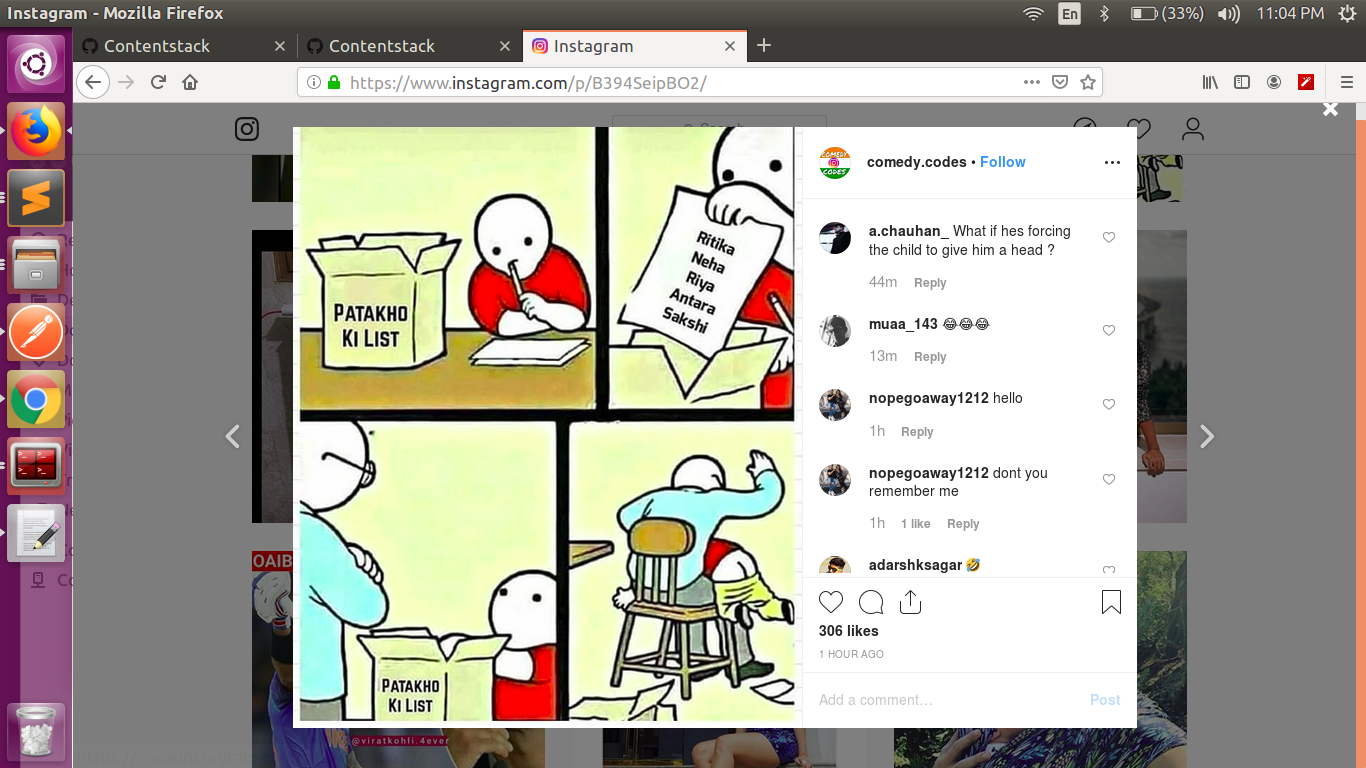 Instagram - Mozilla Firefox
En
(33%)
11:04 PM
Contentstack
Contentstack
Instagram
https://www.instagram.com/p/B394SeipBO2/
PATAKHO
KI LIST
Ritika
Neha
Riya
Antara
Sakshi
PATAKHO
KI LIST
COMEDY
CODES
comedy.codes • Follow
a.chauhan_ What if hes forcing
the child to give him a head ?
44m Reply
muaa_143 😂😂😂
13m Reply
nopegoaway1212 hello
1h Reply
nopegoaway1212 dont you
remember me
1h 1 like Reply
adarshksagar 🤣
306 likes
1 HOUR AGO
Add a comment... Post
OAIB
@viratkohli.4ever